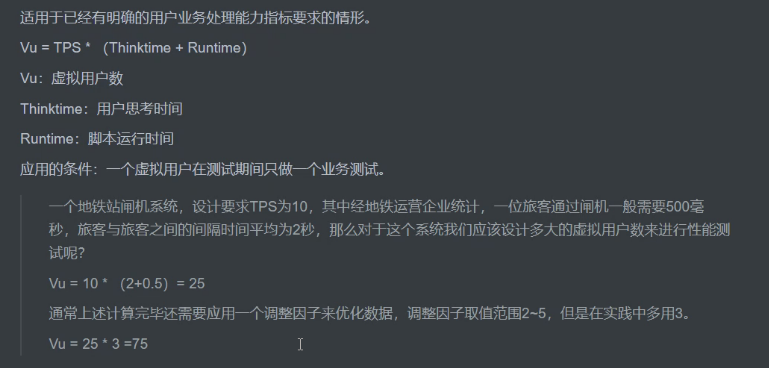 适用于已经有明确的用户业务处理能力指标要求的情形。
Vu = TPS * （Thinktime + Runtime）
Vu：虚拟用户数
Thinktime：用户思考时间
Runtime：脚本运行时间
应用的条件：一个虚拟用户在测试期间只做一个业务测试。
一个地铁站闸机系统，设计要求TPS为10，其中经地铁运营企业统计，一位旅客通过闸机一般需要500毫
秒，旅客与旅客之间的间隔时间平均为2秒，那么对于这个系统我们应该设计多大的虚拟用户数来进行性能测
试呢?
Vu = 10 * （2+0.5）= 25
通常上述计算完毕还需要应用一个调整因子来优化数据，调整因子取值范围2~5，但是在实践中多用3。
Vu = 25 * 3 =75